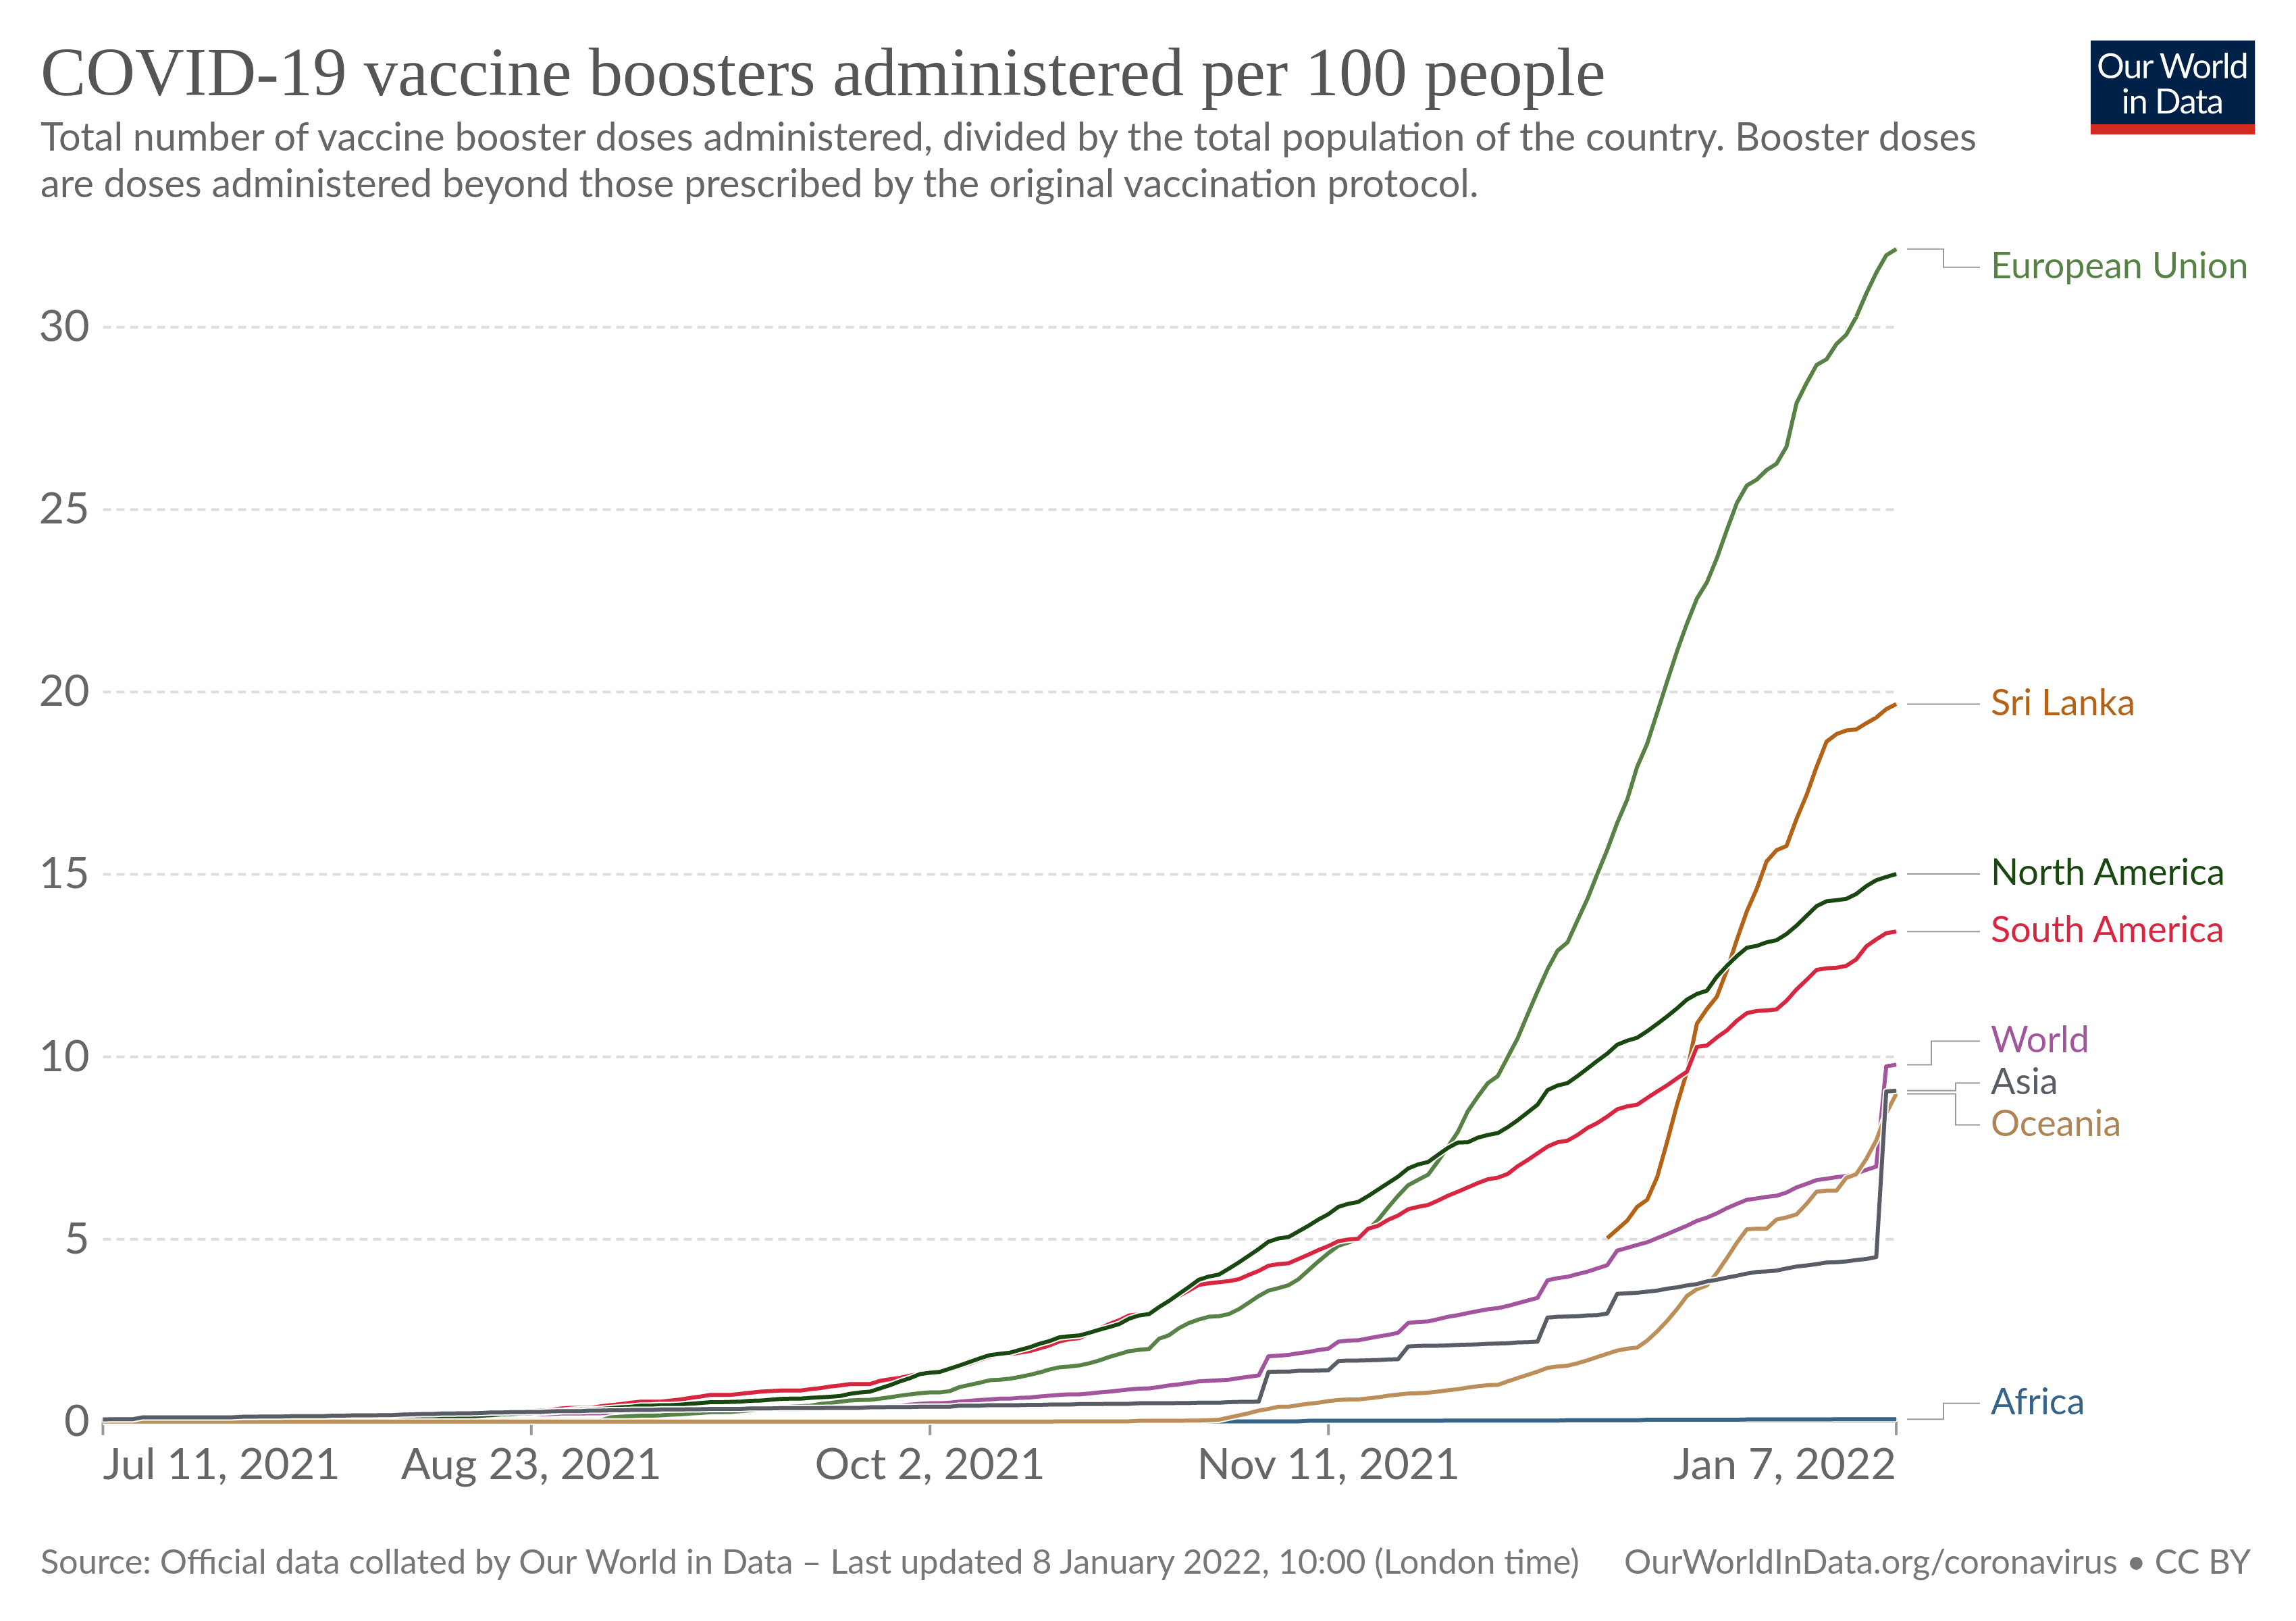 COVID-19 vaccine boosters administered per 100 people
Our World
in Data
Total number of vaccine booster doses administered, divided by the total population of the country. Booster doses
are doses administered beyond those prescribed by the original vaccination protocol.
European Union
30
25
20
Sri Lanka
15
North America
South America
10
World
Asia
Oceania
5
Africa
0
Jul 11, 2021
Aug 23, 2021
Oct 2, 2021
Nov 11, 2021
Jan 7, 2022
Source: Official data collated by Our World in Data – Last updated 8 January 2022, 10:00 (London time)
OurWorldInData.org/coronavirus • CC BY